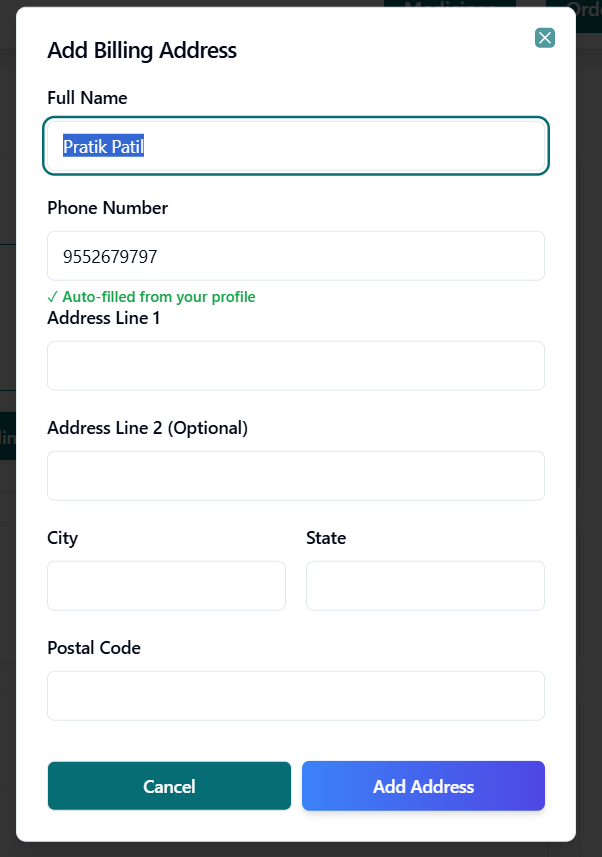 Add Billing Address
Full Name
Pratik Patil
Phone Number
9552679797
✓ Auto-filled from your profile
Address Line 1
Address Line 2 (Optional)
City State
Postal Code
Cancel Add Address